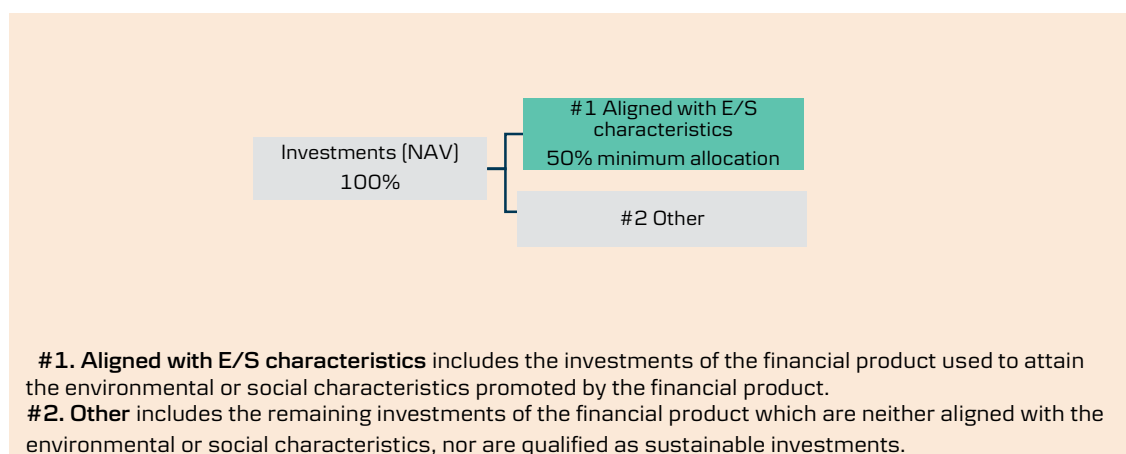 #1 Aligned with E/S
characteristics
50% minimum allocation
Investments (NAV)
100%
#2 Other
#1. Aligned with E/S characteristics includes the investments of the financial product used to attain
the environmental or social characteristics promoted by the financial product.
#2. Other includes the remaining investments of the financial product which are neither aligned with the
environmental or social characteristics, nor are qualified as sustainable investments.